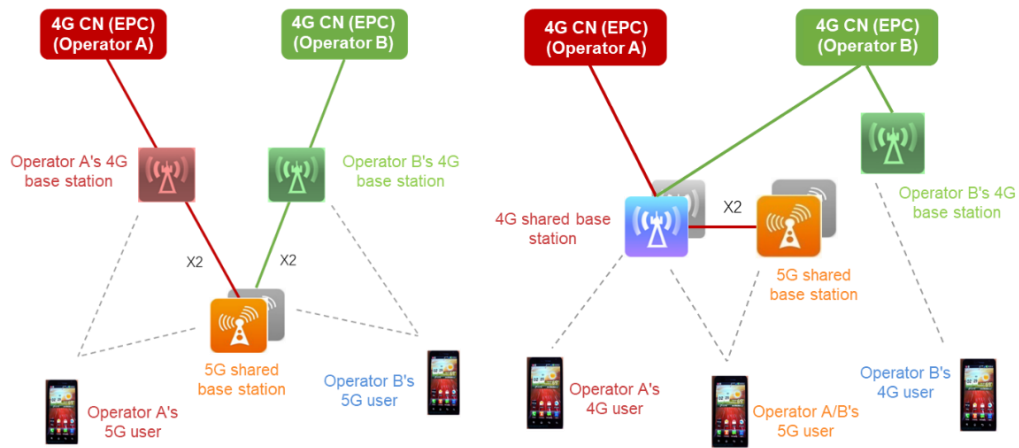 4G CN (EPC)
(Operator A)
4G CN (EPC)
(Operator B)
Operator A's 4G
base station
Operator B's 4G
base station
X2
X2
5G shared
base station
Operator A's
5G user
Operator B's
5G user
4G CN (EPC)
(Operator A)
4G CN (EPC)
(Operator B)
4G shared base
station
X2
Operator B's 4G
base station
5G shared
base station
Operator A's
4G user
Operator A/B's
5G user
Operator B's
4G user